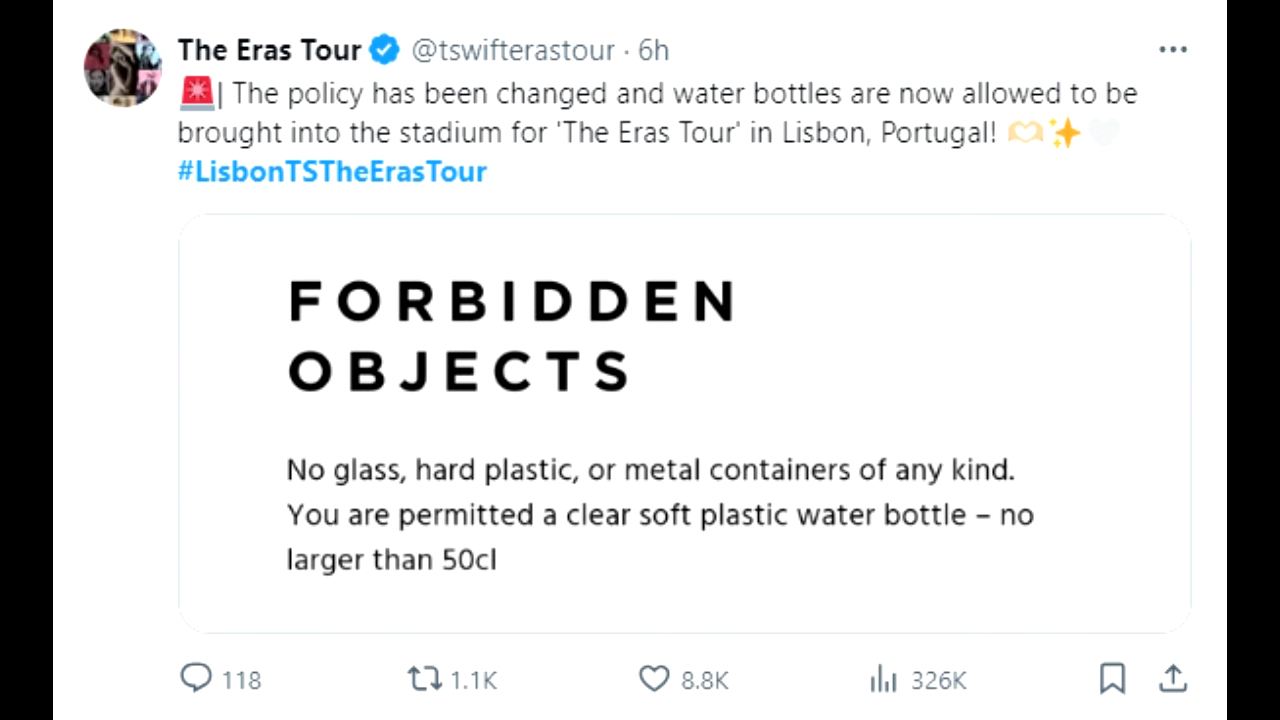 The Eras Tour @tswifterastour · 6h
🚨| The policy has been changed and water bottles are now allowed to be
brought into the stadium for 'The Eras Tour' in Lisbon, Portugal! 🫶🏻✨🤍
#LisbonTSTheErasTour
FORBIDDEN
OBJECTS
No glass, hard plastic, or metal containers of any kind.
You are permitted a clear soft plastic water bottle – no
larger than 50cl
118 1.1K 8.8K 326K